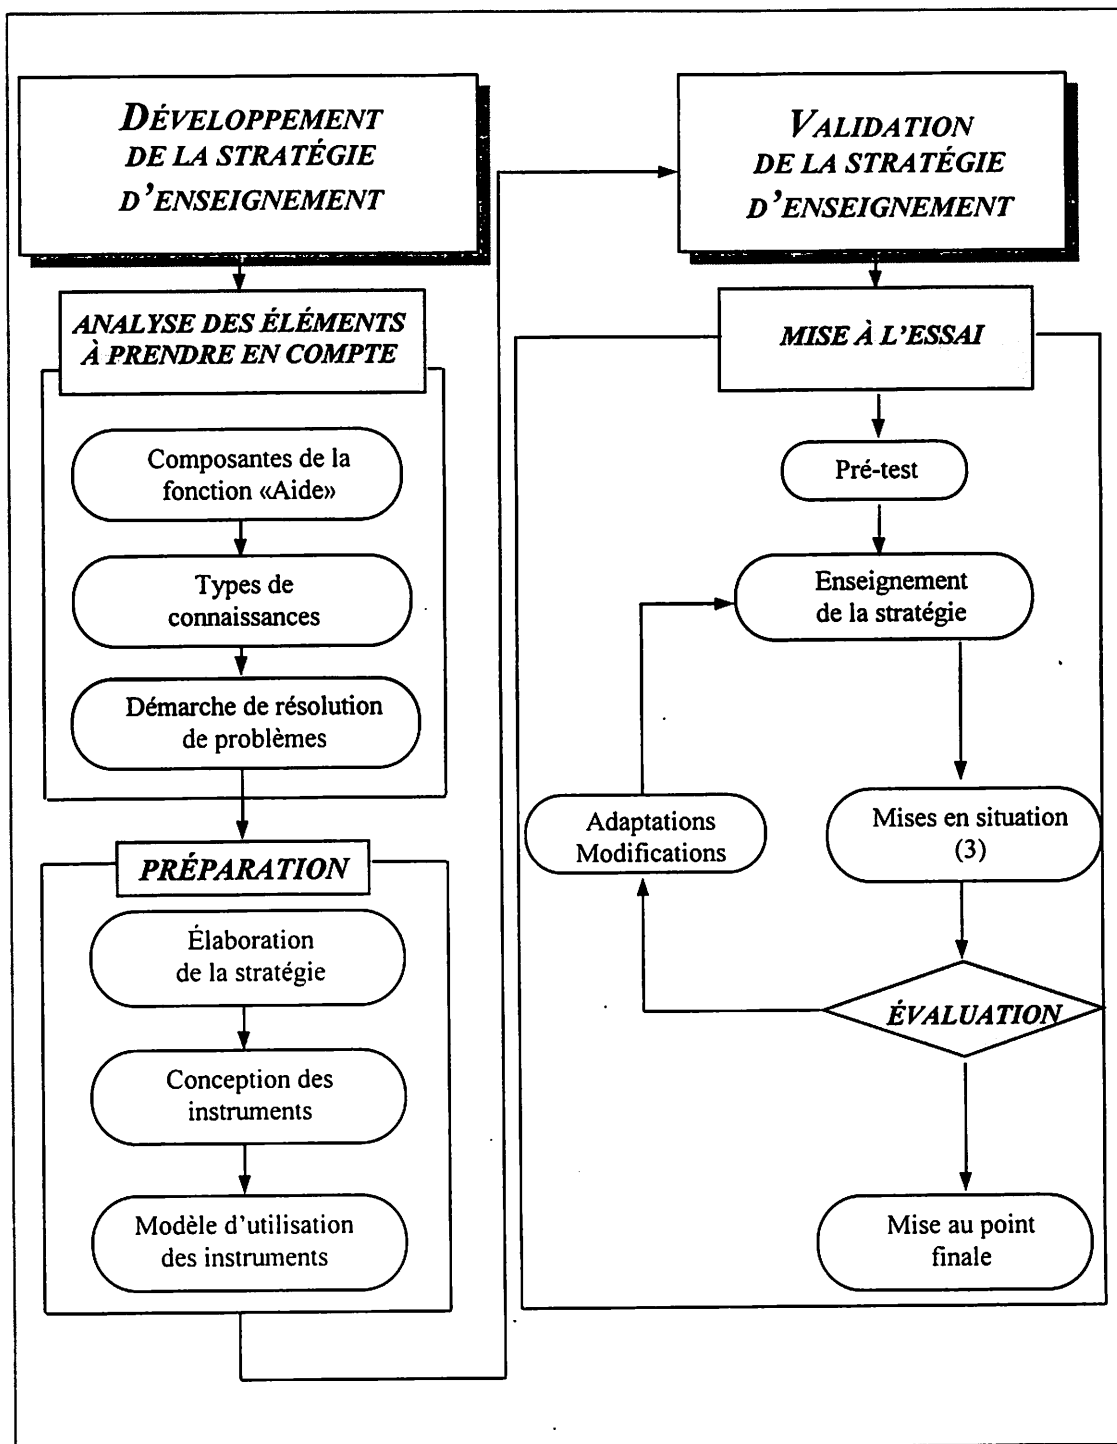 DÉVELOPPEMENT
DE LA STRATÉGIE
D'ENSEIGNEMENT
ANALYSE DES ÉLÉMENTS
À PRENDRE EN COMPTE
Composantes de la
fonction «Aide»
Types de
connaissances
Démarche de résolution
de problèmes
PRÉPARATION
Élaboration
de la stratégie
Conception des
instruments
Modèle d'utilisation
des instruments
VALIDATION
DE LA STRATÉGIE
D'ENSEIGNEMENT
MISE À L'ESSAI
Pré-test
Enseignement
de la stratégie
Mises en situation
(3)
Adaptations
Modifications
ÉVALUATION
Mise au point
finale